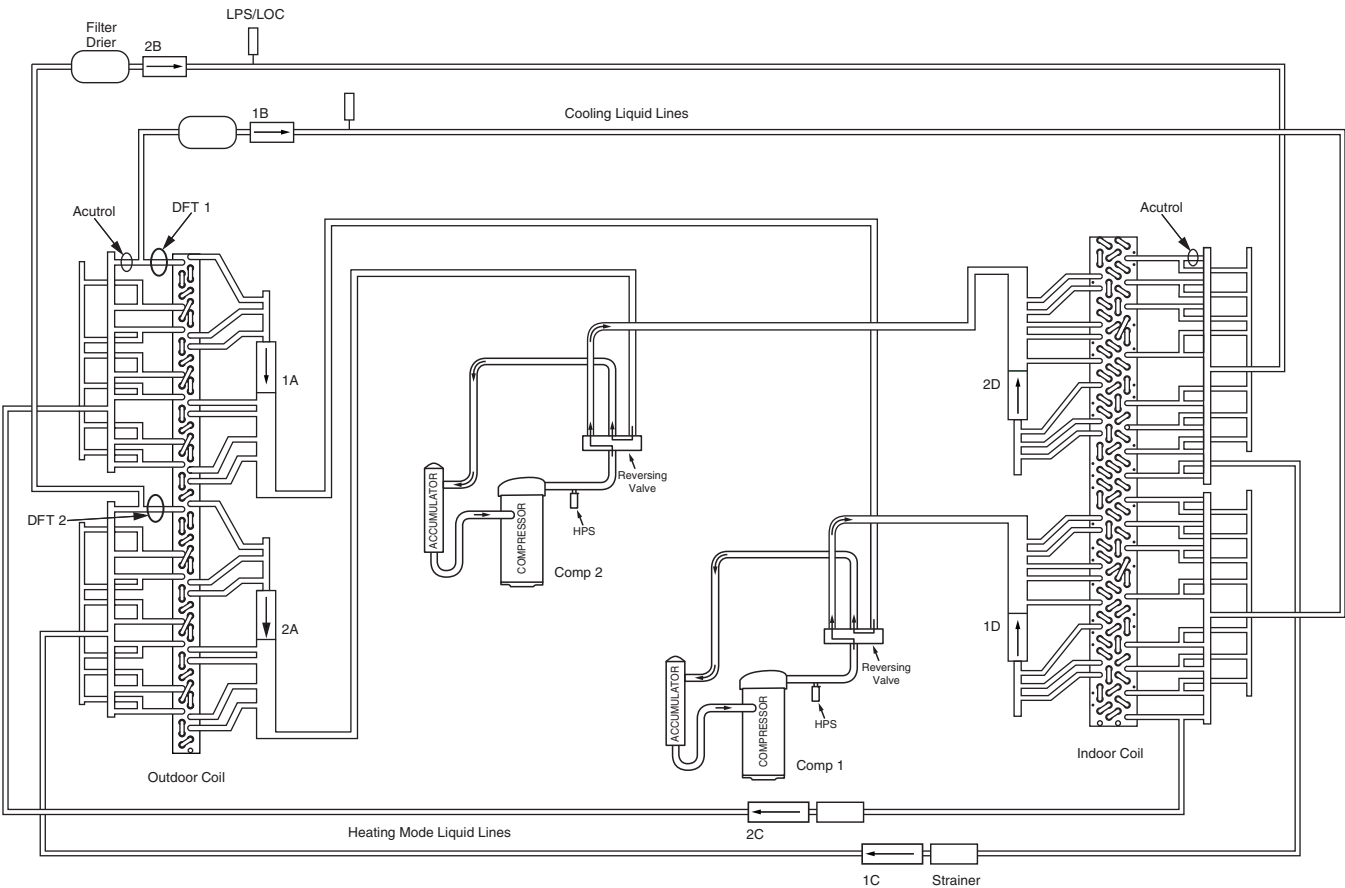 LPS/LOC
Filter
Drier
2B
1B
Cooling Liquid Lines
Acutrol
DFT 1
Acutrol
1A
2D
Reversing
Valve
ACCUMULATOR
COMPRESSOR
HPS
DFT 2
Comp 2
2A
1D
Reversing
Valve
ACCUMULATOR
COMPRESSOR
HPS
Comp 1
Indoor Coil
Outdoor Coil
Heating Mode Liquid Lines
2C
1C
Strainer